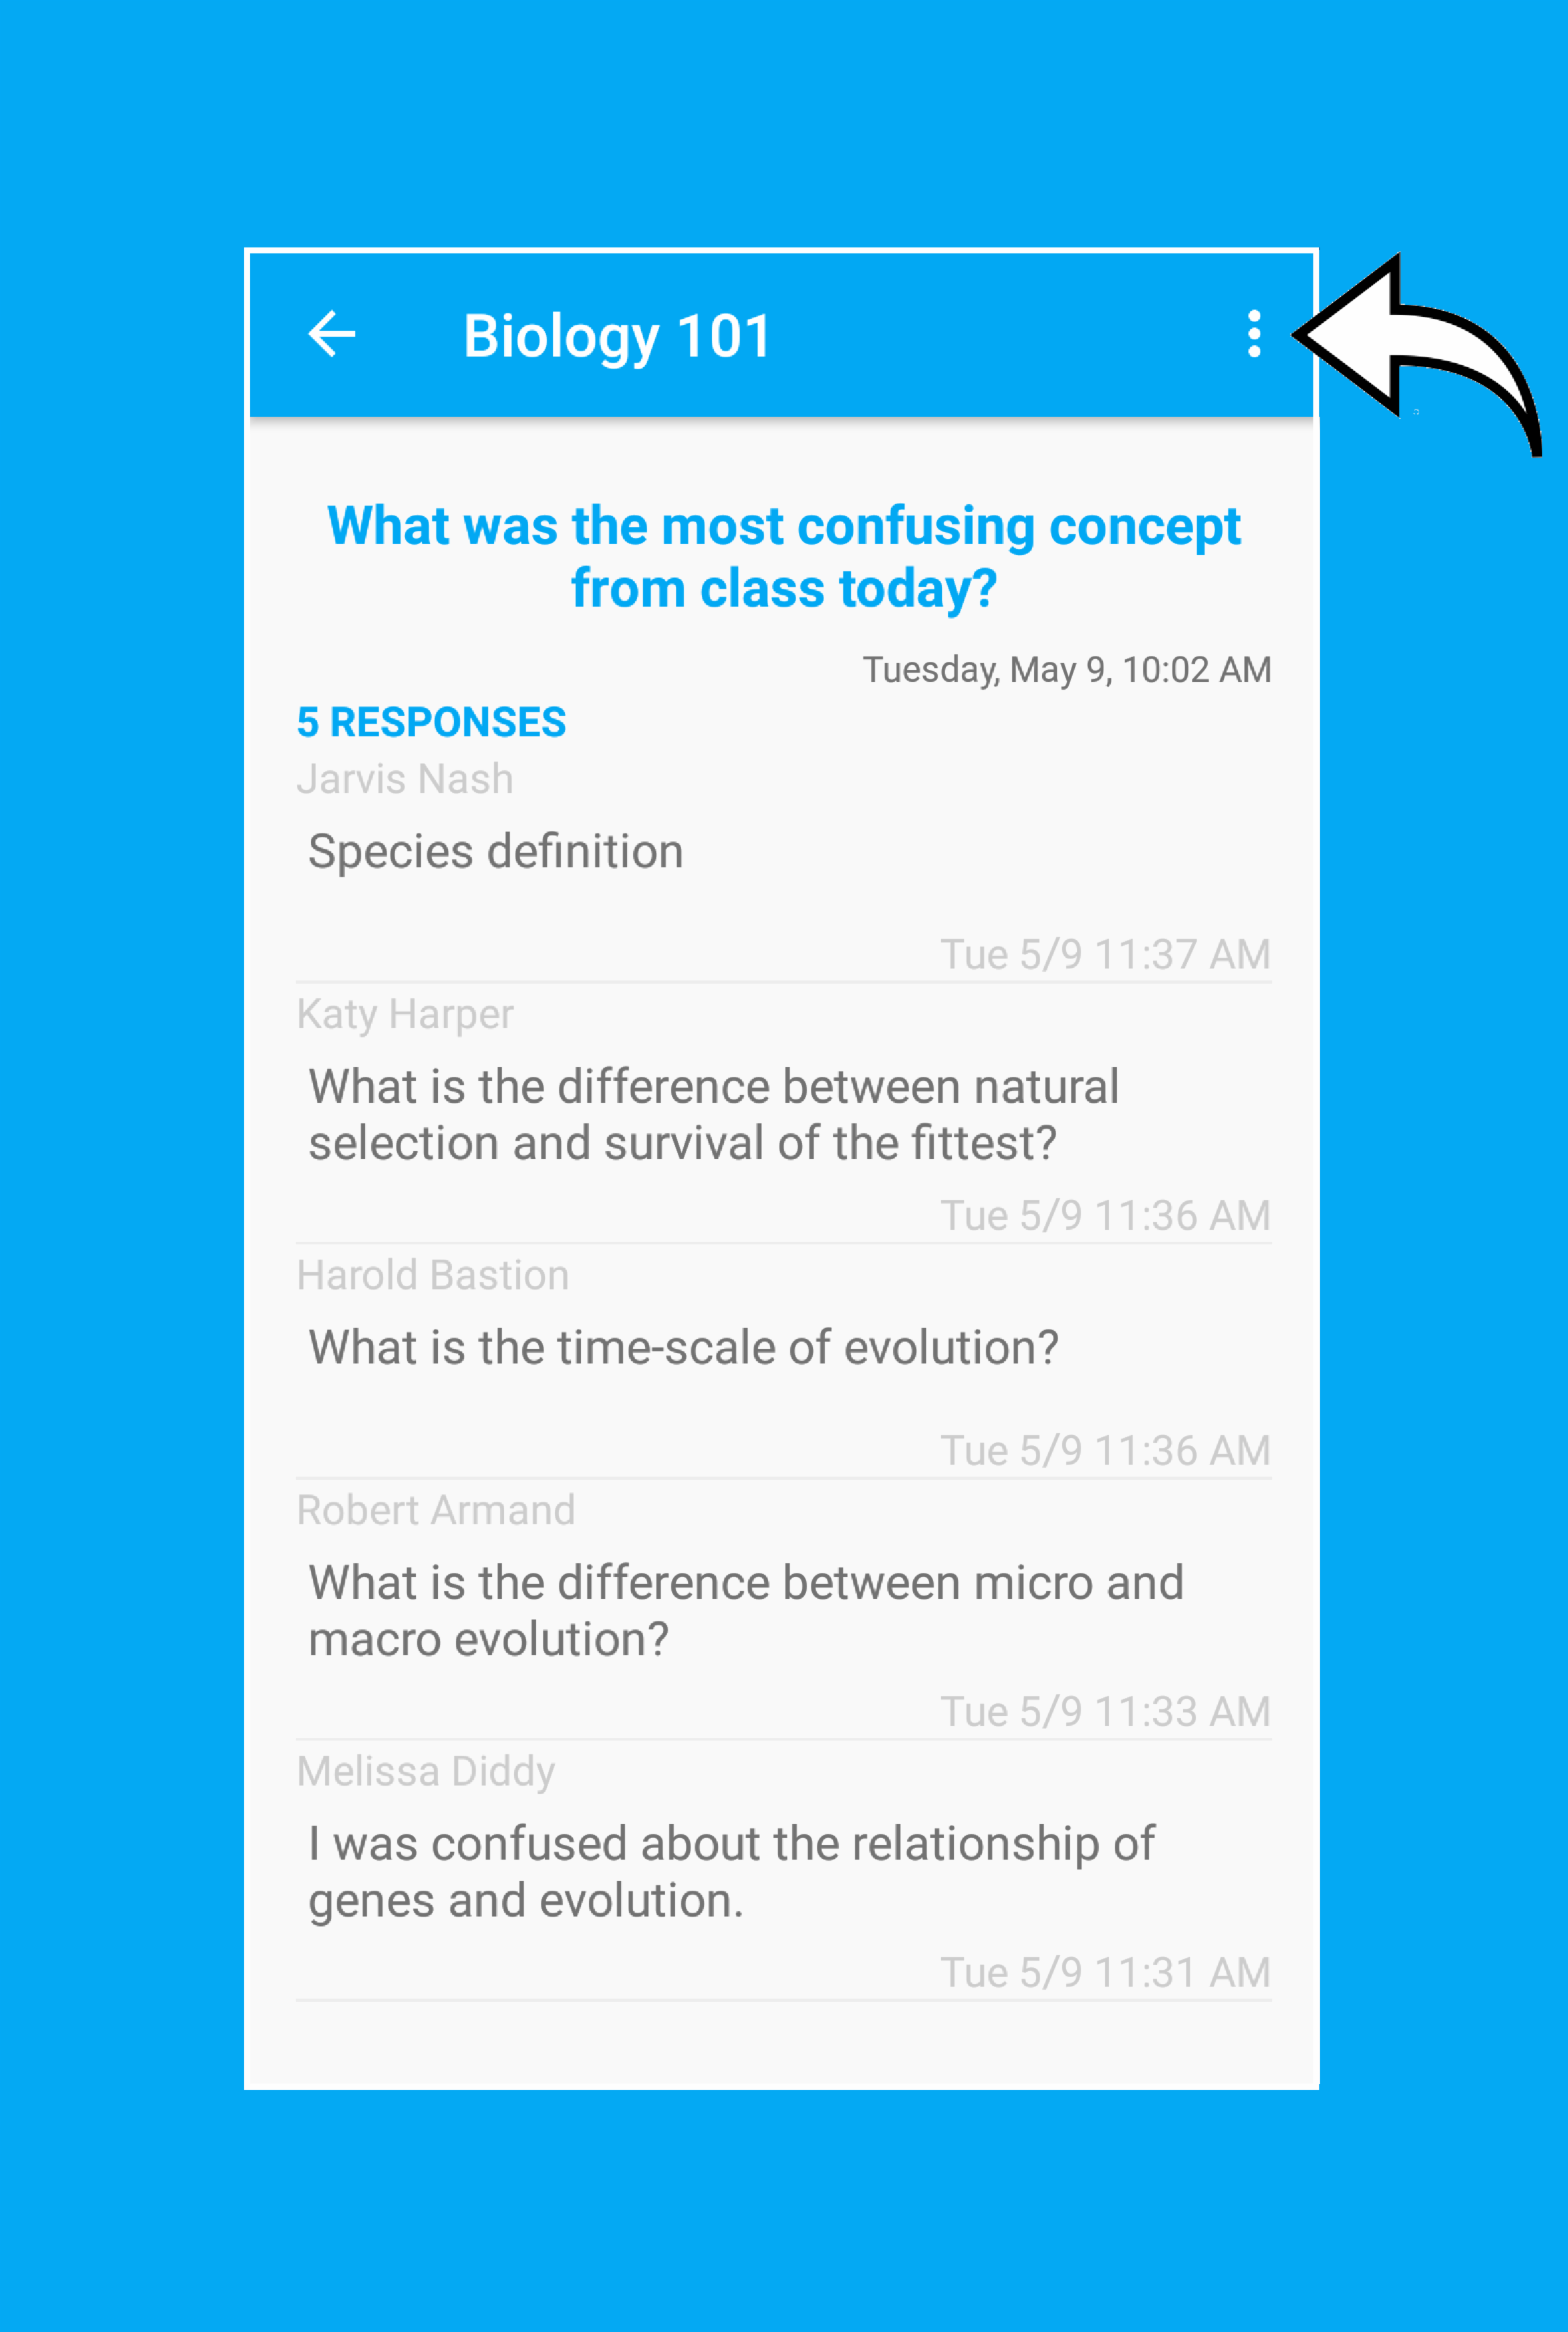 Biology 101
What was the most confusing concept
from class today?
Tuesday, May 9, 10:02 AM
5 RESPONSES
Jarvis Nash
Species definition
Tue 5/9 11:37 AM
Katy Harper
What is the difference between natural
selection and survival of the fittest?
Tue 5/9 11:36 AM
Harold Bastion
What is the time-scale of evolution?
Tue 5/9 11:36 AM
Robert Armand
What is the difference between micro and
macro evolution?
Tue 5/9 11:33 AM
Melissa Diddy
I was confused about the relationship of
genes and evolution.
Tue 5/9 11:31 AM